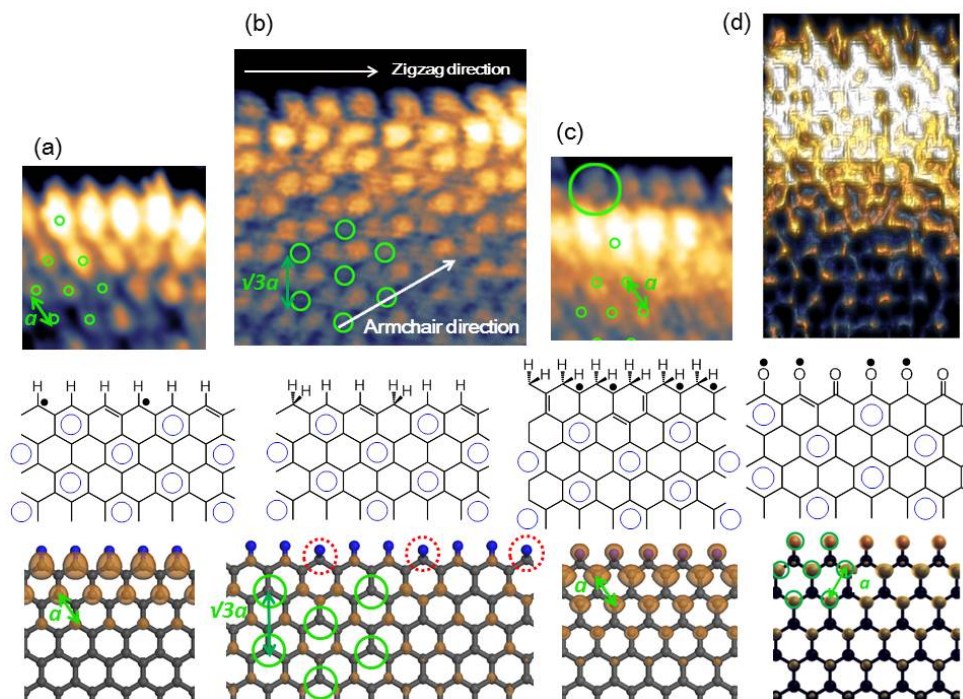 (b)
(d)
Zigzag direction
(a)
(c)
√3a
a
a
Armchair direction
H H H H H H
H H H H H H
H H
H H H H H H
H H H H H H
O O O O O O
a
√3a
a
a